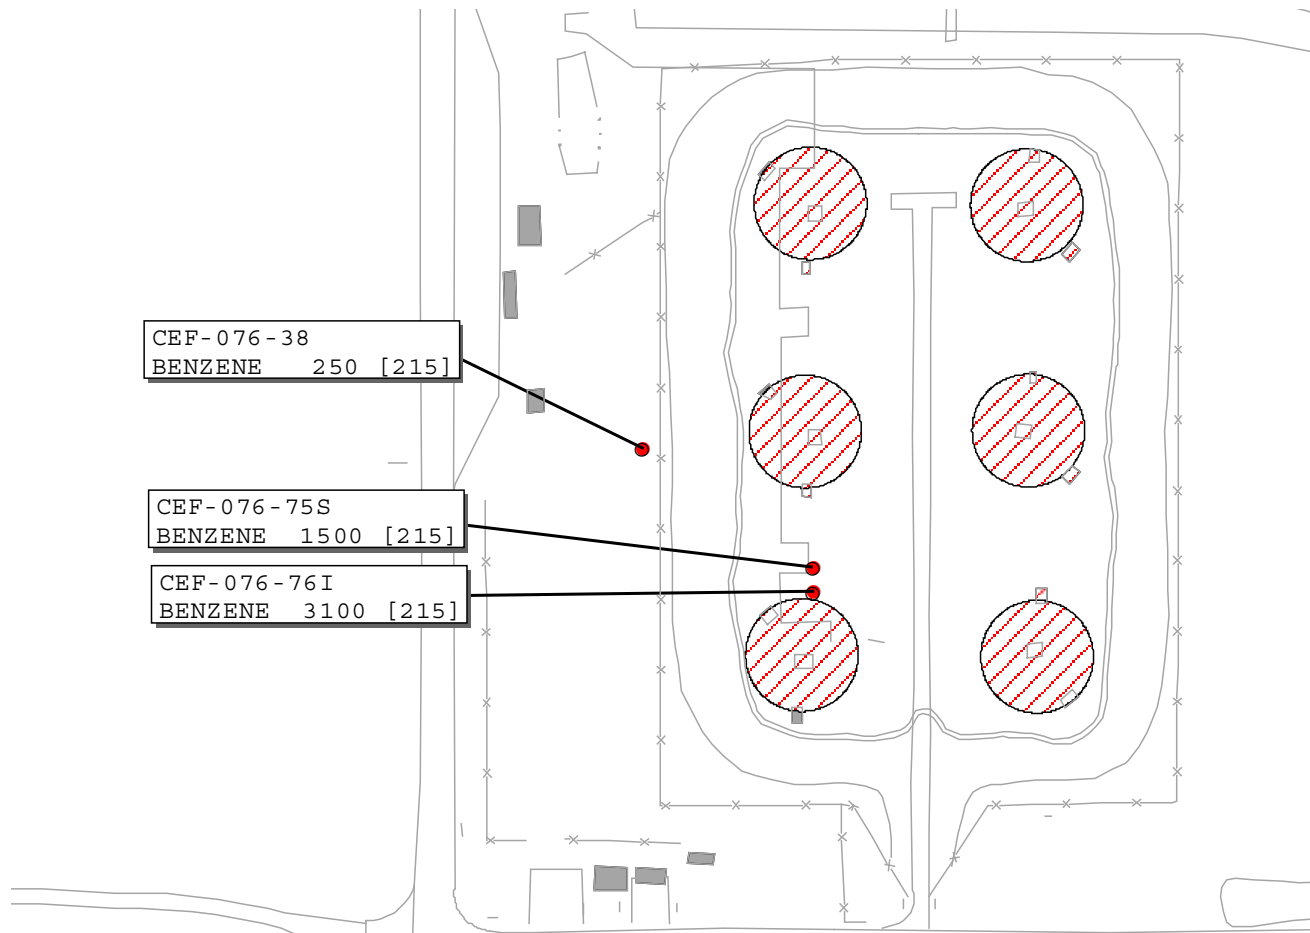 CEF-076-38
BENZENE 250 [215]
CEF-076-75S
BENZENE 1500 [215]
CEF-076-76I
BENZENE 3100 [215]